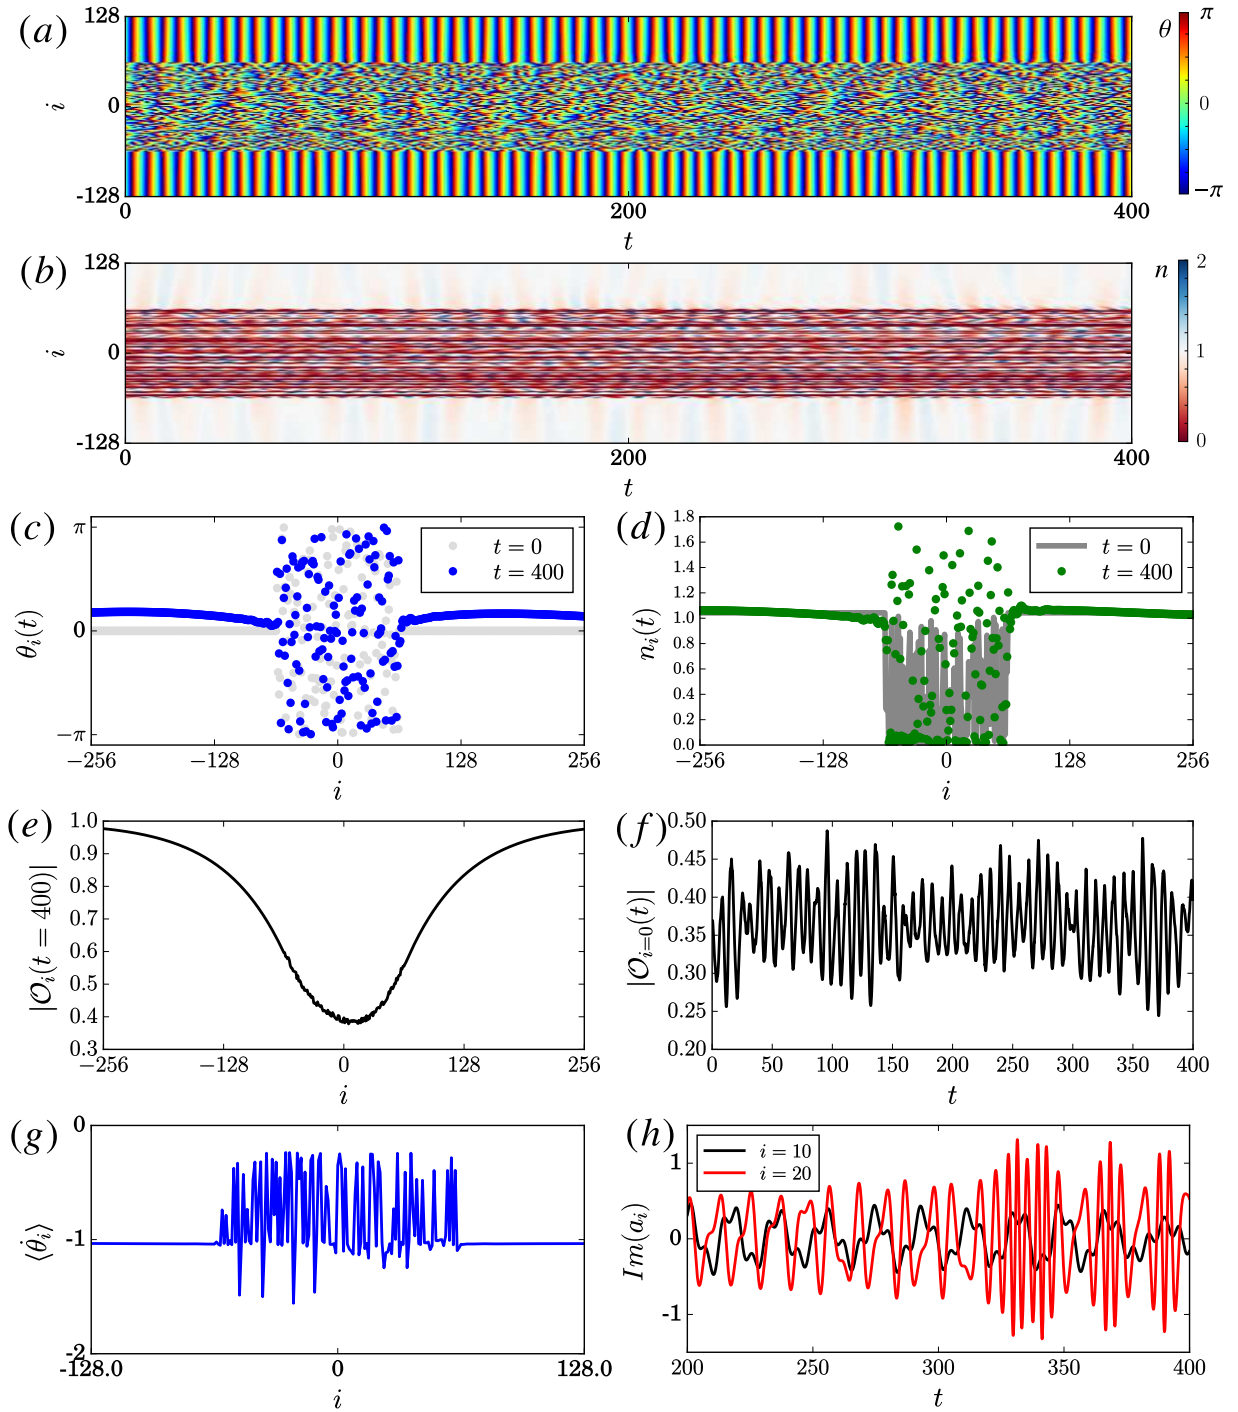 (a)
128
0
-128
i
0
200
400
t
θ
π
0
−π
(b)
128
0
-128
i
0
200
400
t
n
2
1
0
(c)
π
0
−π
θ_i(t)
t = 0
t = 400
−256
−128
0
128
256
i
(d)
1.8
1.6
1.4
1.2
1.0
0.8
0.6
0.4
0.2
0.0
n_i(t)
t = 0
t = 400
−256
−128
0
128
256
i
(e)
1.0
0.9
0.8
0.7
0.6
0.5
0.4
0.3
|𝒪_i(t = 400)|
−256
−128
0
128
256
i
(f)
0.50
0.45
0.40
0.35
0.30
0.25
0.20
|𝒪_{i=0}(t)|
0
50
100
150
200
250
300
350
400
t
(g)
0
-1
-2
⟨θ̇_i⟩
-128.0
0
128.0
i
(h)
1
0
-1
Im(a_i)
i = 10
i = 20
200
250
300
350
400
t